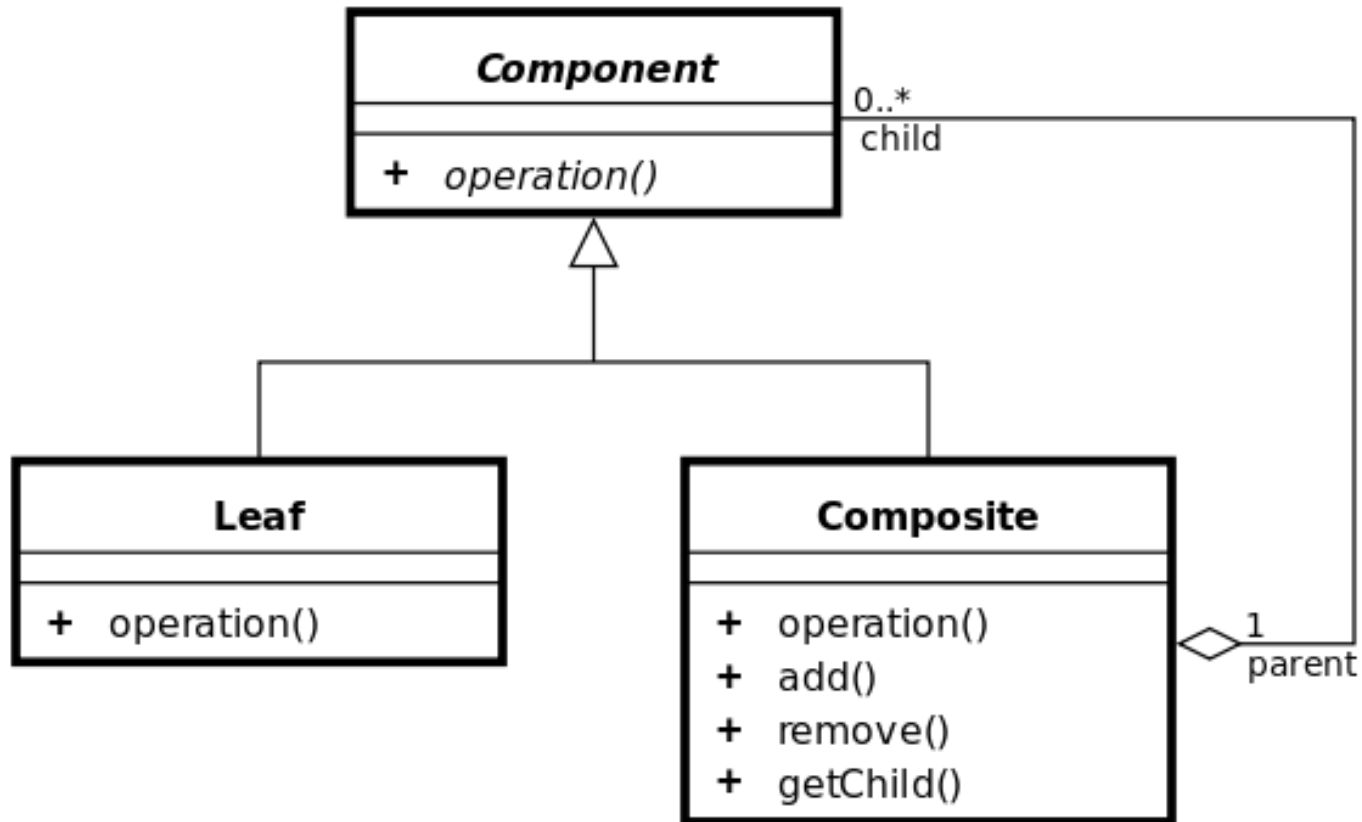 Component
0..*
child
+ operation()
Leaf
+ operation()
Composite
+ operation()
+ add()
+ remove()
+ getChild()
1
parent